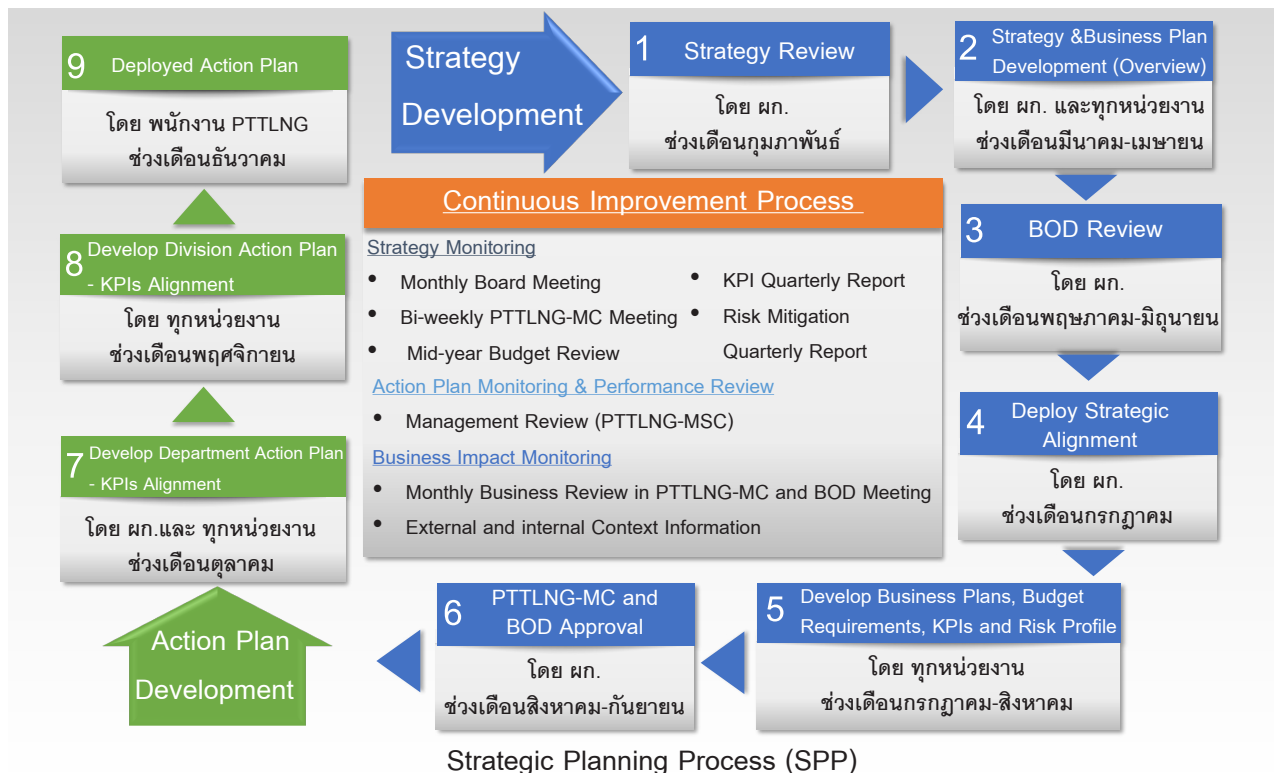 Strategy
Development
1 Strategy Review
โดย ผก.
ช่วงเดือนกุมภาพันธ์
2 Strategy &Business Plan
Development (Overview)
โดย ผก. และทุกหน่วยงาน
ช่วงเดือนมีนาคม-เมษายน
3 BOD Review
โดย ผก.
ช่วงเดือนพฤษภาคม-มิถุนายน
4 Deploy Strategic
Alignment
โดย ผก.
ช่วงเดือนกรกฎาคม
5 Develop Business Plans, Budget
Requirements, KPIs and Risk Profile
โดย ทุกหน่วยงาน
ช่วงเดือนกรกฎาคม-สิงหาคม
6 PTTLNG-MC and
BOD Approval
โดย ผก.
ช่วงเดือนสิงหาคม-กันยายน
Action Plan
Development
7 Develop Department Action Plan
- KPIs Alignment
โดย ผก.และ ทุกหน่วยงาน
ช่วงเดือนตุลาคม
8 Develop Division Action Plan
- KPIs Alignment
โดย ทุกหน่วยงาน
ช่วงเดือนพฤศจิกายน
9 Deployed Action Plan
โดย พนักงาน PTTLNG
ช่วงเดือนธันวาคม
Continuous Improvement Process
Strategy Monitoring
• Monthly Board Meeting
• Bi-weekly PTTLNG-MC Meeting
• Mid-year Budget Review
• KPI Quarterly Report
• Risk Mitigation
Quarterly Report
Action Plan Monitoring & Performance Review
• Management Review (PTTLNG-MSC)
Business Impact Monitoring
• Monthly Business Review in PTTLNG-MC and BOD Meeting
• External and internal Context Information
Strategic Planning Process (SPP)